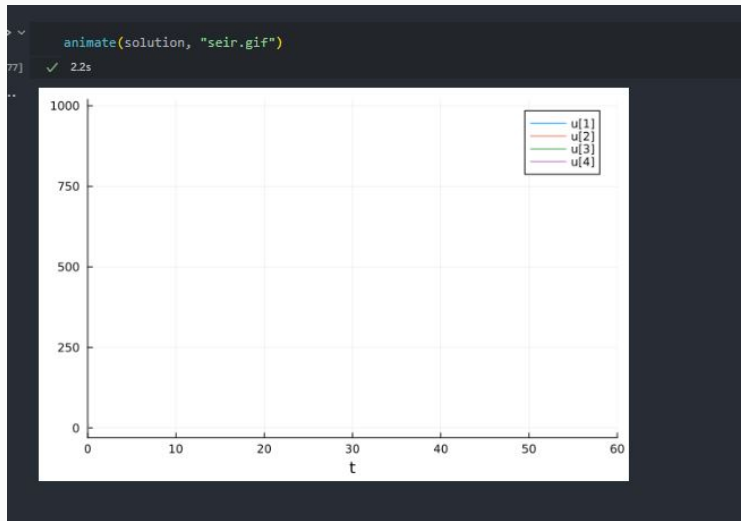 animate(solution, "seir.gif")
77]
✓ 2.2s
1000
750
500
250
0
0 10 20 30 40 50 60
t
u[1]
u[2]
u[3]
u[4]